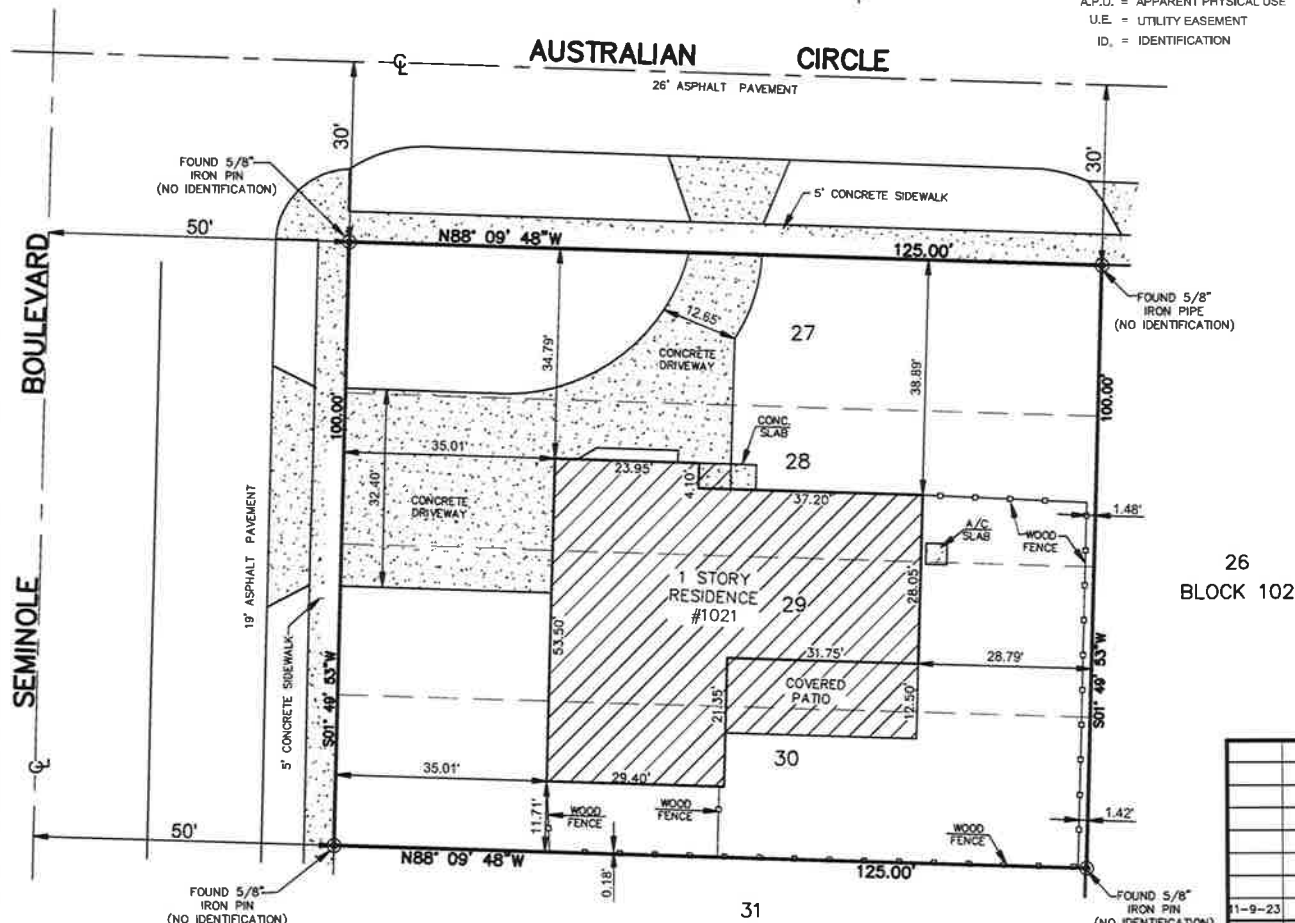 A.P.U. = APPARENT PHYSICAL USE
U.E. = UTILITY EASEMENT
ID. = IDENTIFICATION
AUSTRALIAN CIRCLE
26' ASPHALT PAVEMENT
30'
30'
FOUND 5/8"
IRON PIN
(NO IDENTIFICATION)
5' CONCRETE SIDEWALK
50'
N88° 09' 48"W
125.00'
FOUND 5/8"
IRON PIPE
(NO IDENTIFICATION)
SEMINOLE BOULEVARD
19' ASPHALT PAVEMENT
5' CONCRETE SIDEWALK
100.00'
S01° 49' 53"W
34.79'
12.65'
CONCRETE
DRIVEWAY
27
38.89'
100.00'
S01° 49' 53"W
35.01'
32.40'
CONCRETE
DRIVEWAY
23.95'
4.10'
CONC.
SLAB
28
37.20'
A/C
SLAB
WOOD
FENCE
1.48'
26
BLOCK 102
1 STORY
RESIDENCE
#1021
29
28.05'
53.50'
31.75'
28.79'
COVERED
PATIO
21.35'
12.50'
30
35.01'
29.40'
11.71'
WOOD
FENCE
WOOD
FENCE
WOOD
FENCE
1.42'
50'
N88° 09' 48"W
0.18'
125.00'
FOUND 5/8"
IRON PIN
(NO IDENTIFICATION)
31
FOUND 5/8"
IRON PIN
(NO IDENTIFICATION)
11-9-23